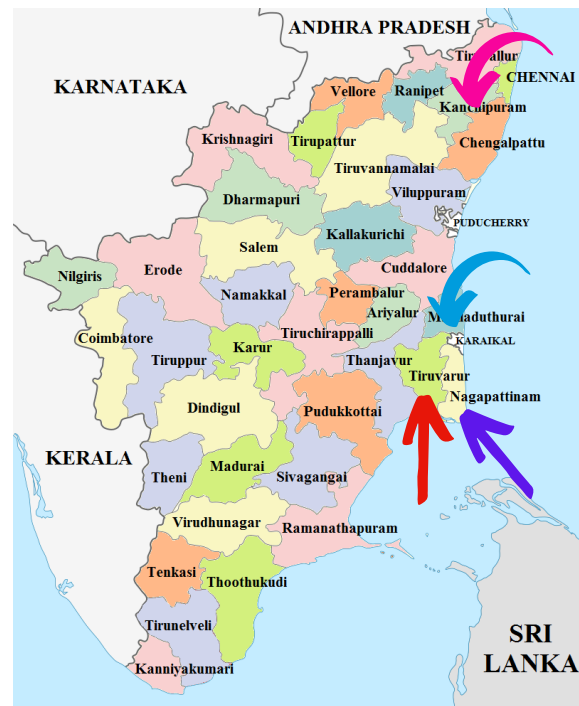 ANDHRA PRADESH
KARNATAKA
CHENNAI
Vellore
Ranipet
Kanchipuram
Krishnagiri
Tirupattur
Chengalpattu
Tiruvannamalai
Viluppuram
Dharmapuri
PUDUCHERRY
Kallakurichi
Salem
Cuddalore
Nilgiris
Erode
Namakkal
Perambalur
Ariyalur
Tiruchirappalli
Coimbatore
KARAIKAL
Karur
Thanjavur
Tiruppur
Tiruvarur
Nagapattinam
Dindigul
Pudukkottai
KERALA
Madurai
Theni
Sivagangai
Virudhunagar
Ramanathapuram
Tenkasi
Thoothukudi
Tirunelveli
SRI
LANKA
Kanniyakumari